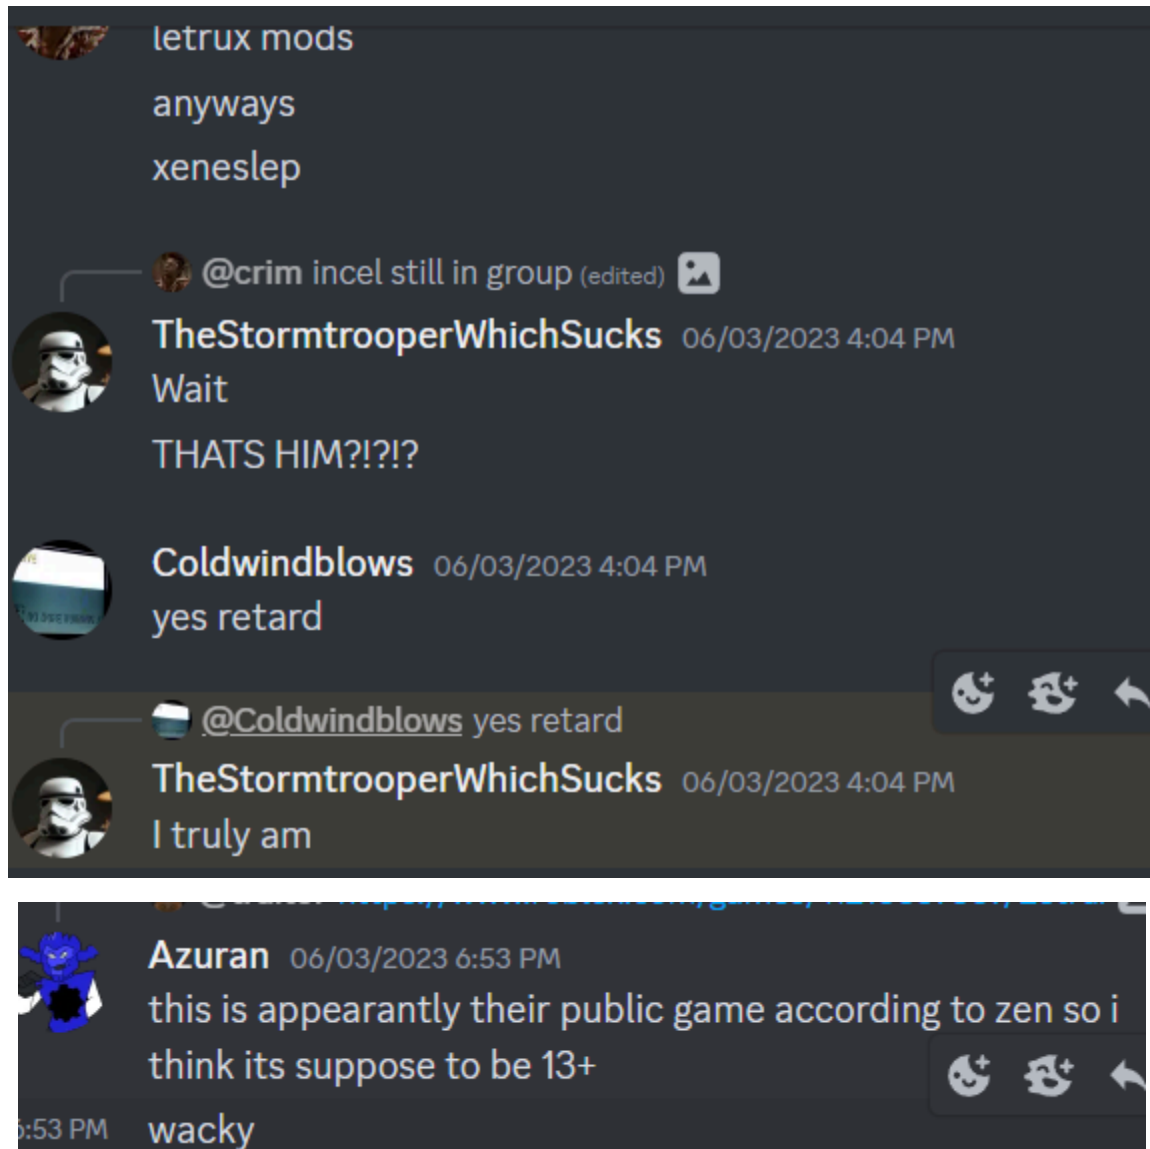 letrux mods
anyways
xeneslep
@crim incel still in group (edited)
TheStormtrooperWhichSucks 06/03/2023 4:04 PM
Wait
THATS HIM?!?!?
Coldwindblows 06/03/2023 4:04 PM
yes retard
@Coldwindblows yes retard
TheStormtrooperWhichSucks 06/03/2023 4:04 PM
I truly am
Azuran 06/03/2023 6:53 PM
this is appearantly their public game according to zen so i
think its suppose to be 13+
:53 PM wacky